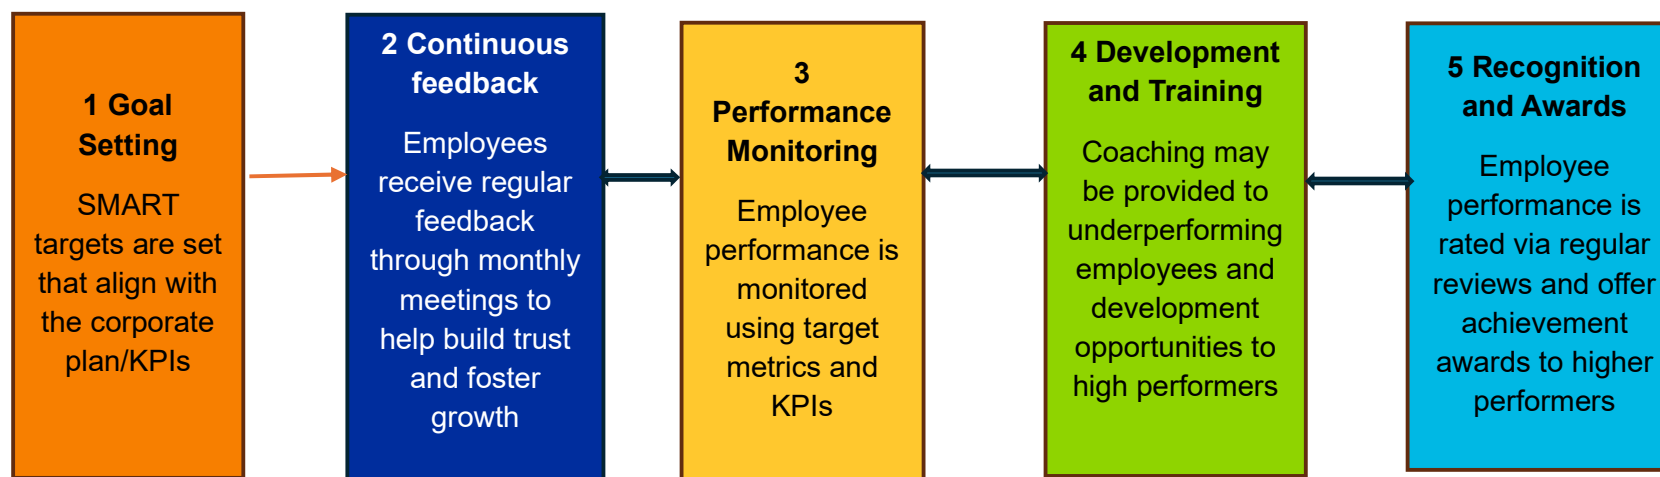 1 Goal
Setting
SMART
targets are set
that align with
the corporate
plan/KPIs
2 Continuous
feedback
Employees
receive regular
feedback
through monthly
meetings to
help build trust
and foster
growth
3
Performance
Monitoring
Employee
performance is
monitored
using target
metrics and
KPIs
4 Development
and Training
Coaching may
be provided to
underperforming
employees and
development
opportunities to
high performers
5 Recognition
and Awards
Employee
performance is
rated via regular
reviews and offer
achievement
awards to higher
performers